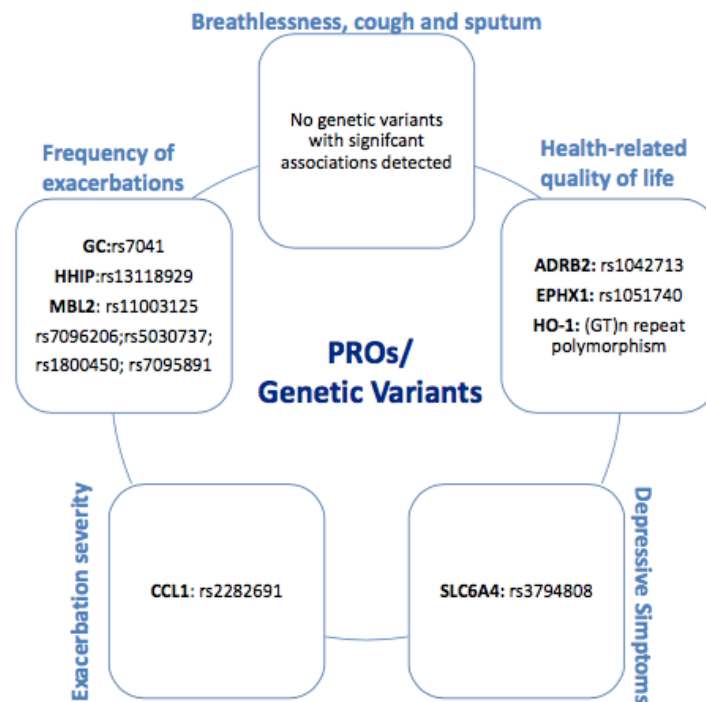 Breathlessness, cough and sputum
No genetic variants
with signifcant
associations detected
Frequency of
exacerbations
GC:rs7041
HHIP:rs13118929
MBL2: rs11003125
rs7096206;rs5030737;
rs1800450; rs7095891
Health-related
quality of life
ADRB2: rs1042713
EPHX1: rs1051740
HO-1: (GT)n repeat
polymorphism
PROs/
Genetic Variants
Exacerbation severity
CCL1: rs2282691
SLC6A4: rs3794808
Depressive Simptoms